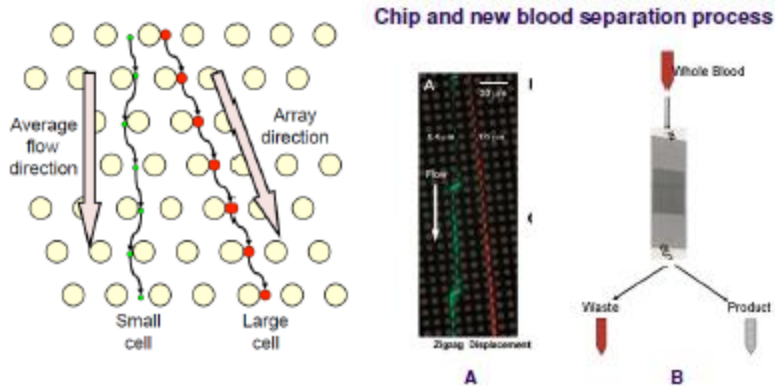 Chip and new blood separation process
Average
flow
direction
Array
direction
Small
cell
Large
cell
A
Flow
Zigzag Displacement
A
Whole Blood
Waste
Product
B